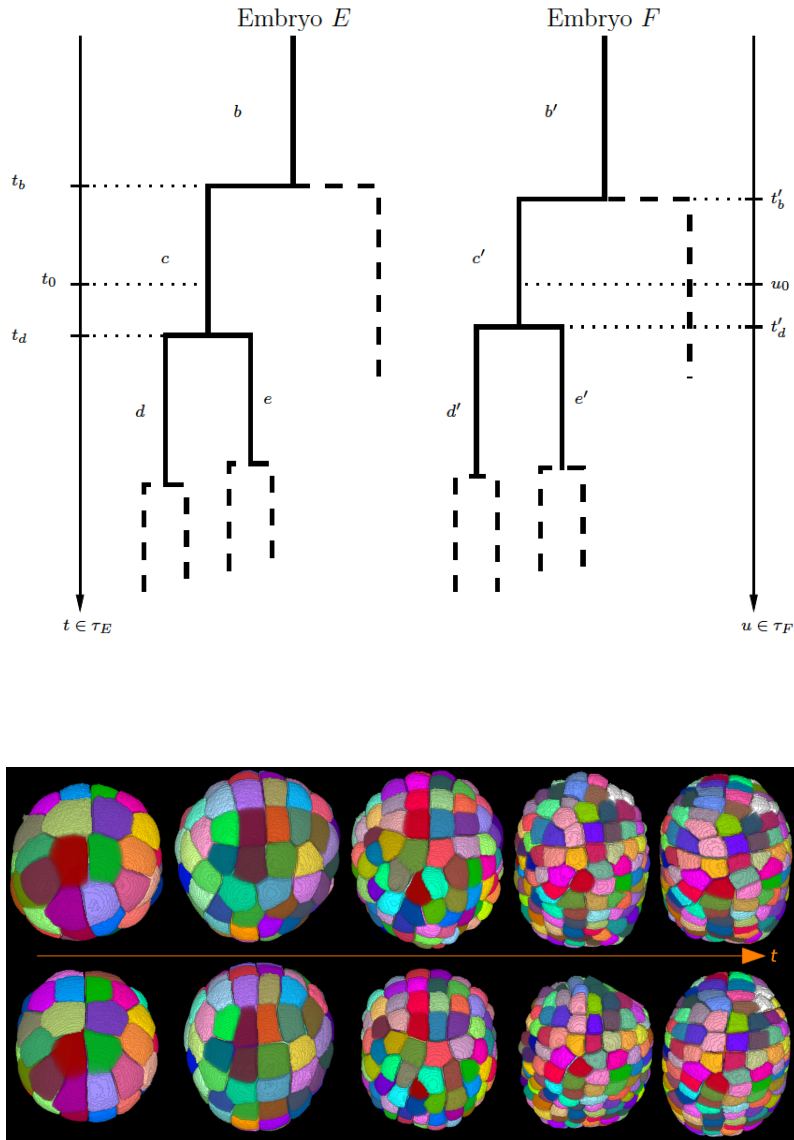 Embryo E Embryo F
b b′
t_b t′_b
c c′
t_0 u_0
t_d t′_d
d e d′ e′
t ∈ τ_E u ∈ τ_F
t